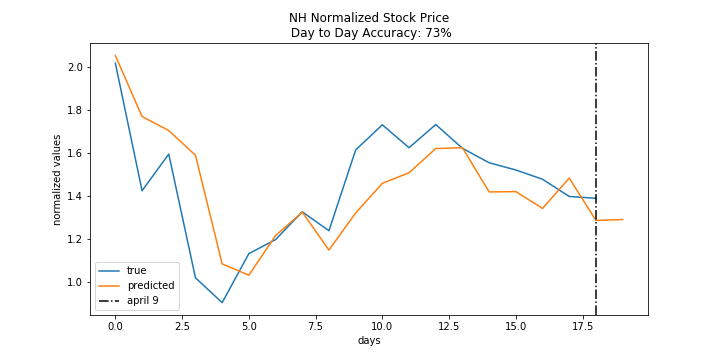 NH Normalized Stock Price
Day to Day Accuracy: 73%
normalized values
2.0
1.8
1.6
1.4
1.2
1.0
true
predicted
april 9
0.0 2.5 5.0 7.5 10.0 12.5 15.0 17.5
days